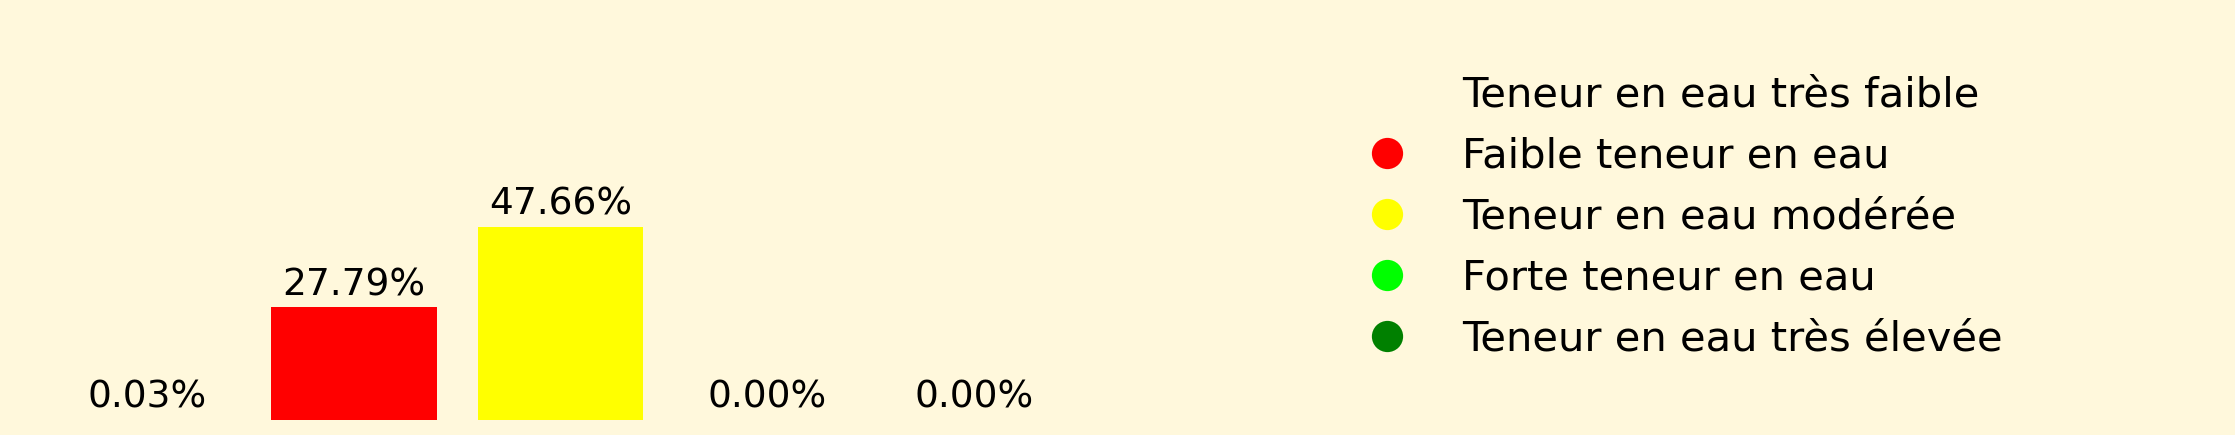 47.66%
27.79%
0.03%
0.00%
0.00%
Teneur en eau très faible
Faible teneur en eau
Teneur en eau modérée
Forte teneur en eau
Teneur en eau très élevée